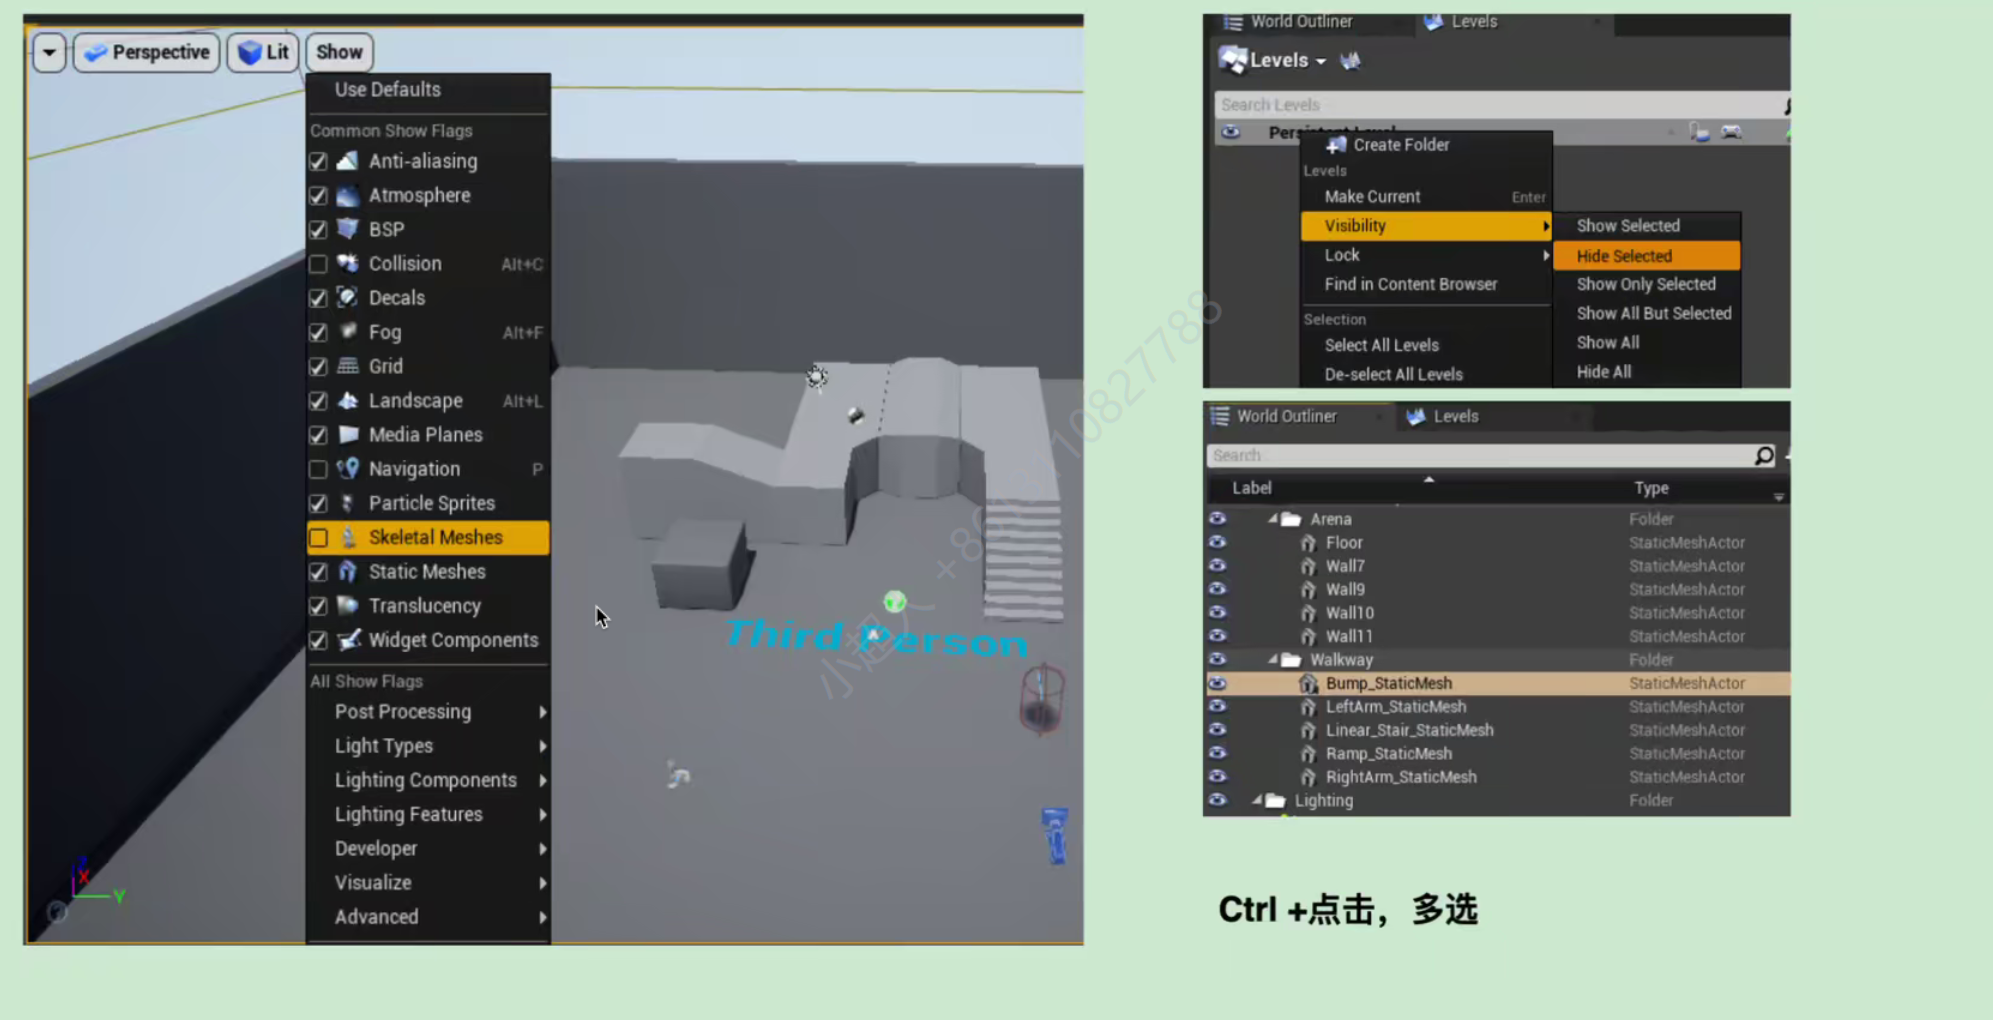 Perspective
Lit
Show
Use Defaults
Common Show Flags
Anti-aliasing
Atmosphere
BSP
Collision Alt+C
Decals
Fog Alt+F
Grid
Landscape Alt+L
Media Planes
Navigation P
Particle Sprites
Skeletal Meshes
Static Meshes
Translucency
Widget Components
All Show Flags
Post Processing
Light Types
Lighting Components
Lighting Features
Developer
Visualize
Advanced
Third Person
Z
X
Y
World Outliner
Levels
Levels
Search Levels
Persistent Level
Create Folder
Levels
Make Current Enter
Visibility
Lock
Find in Content Browser
Selection
Select All Levels
De-select All Levels
Show Selected
Hide Selected
Show Only Selected
Show All But Selected
Show All
Hide All
World Outliner
Levels
Search...
Label Type
Arena Folder
Floor StaticMeshActor
Wall7 StaticMeshActor
Wall9 StaticMeshActor
Wall10 StaticMeshActor
Wall11 StaticMeshActor
Walkway Folder
Bump_StaticMesh StaticMeshActor
LeftArm_StaticMesh StaticMeshActor
Linear_Stair_StaticMesh StaticMeshActor
Ramp_StaticMesh StaticMeshActor
RightArm_StaticMesh StaticMeshActor
Lighting Folder
Ctrl +点击，多选